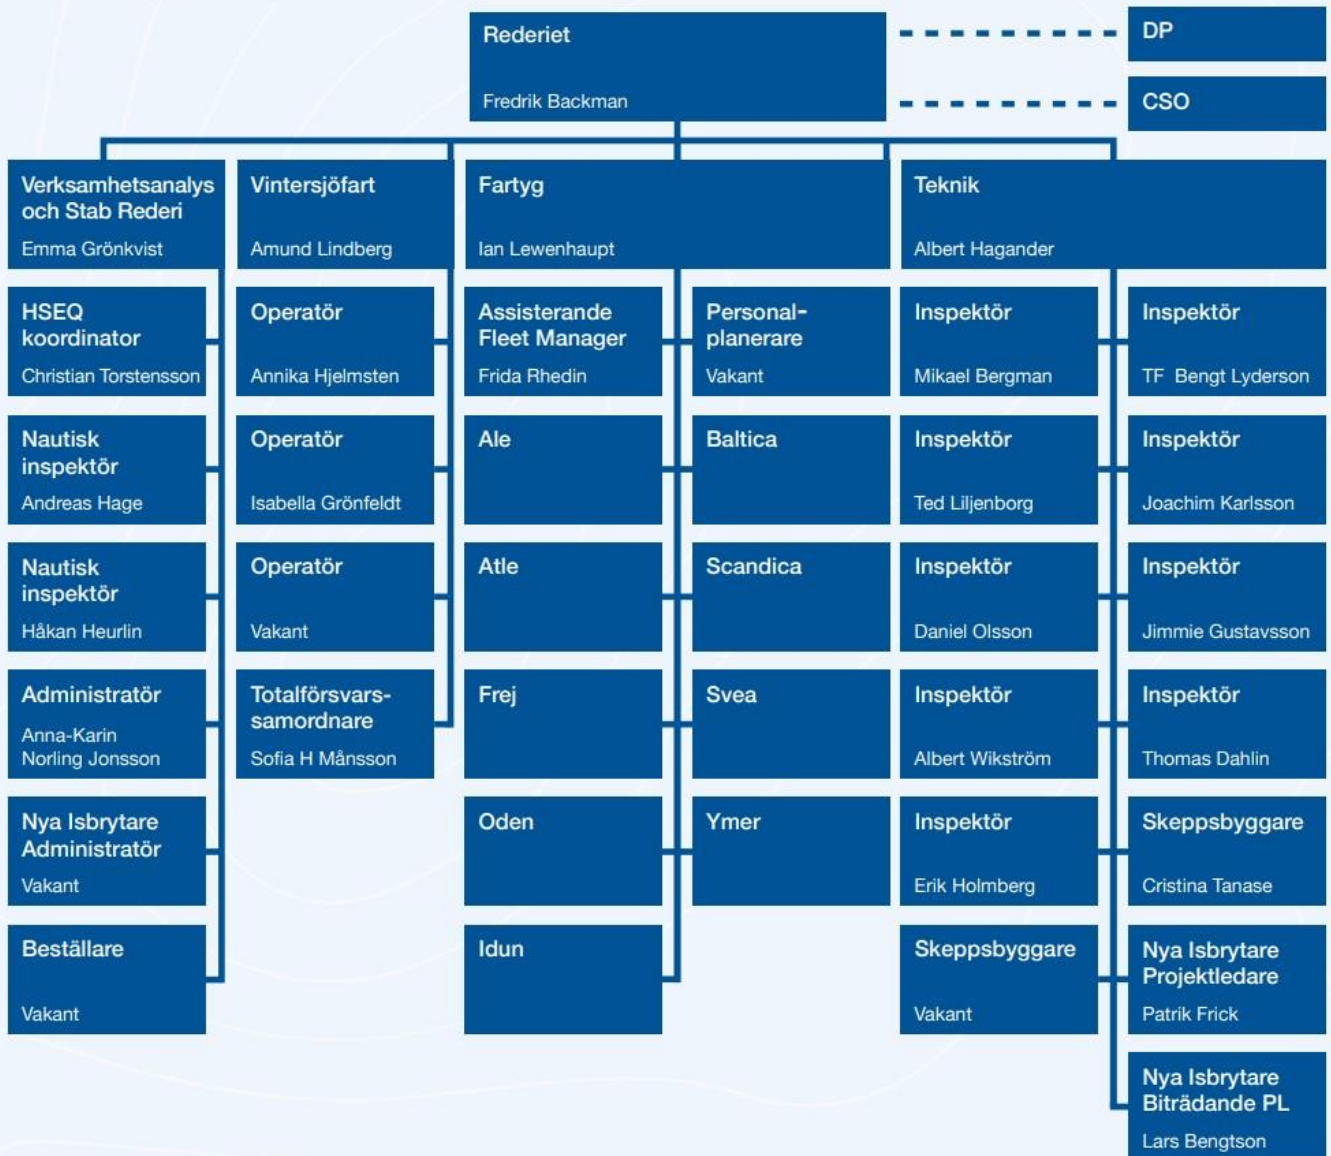 Rederiet
Fredrik Backman
DP
CSO
Verksamhetsanalys
och Stab Rederi
Emma Grönkvist
Vintersjöfart
Amund Lindberg
Fartyg
Ian Lewenhaupt
Teknik
Albert Hagander
HSEQ
koordinator
Christian Torstensson
Nautisk
inspektör
Andreas Hage
Nautisk
inspektör
Håkan Heurlin
Administratör
Anna-Karin
Norling Jonsson
Nya Isbrytare
Administratör
Vakant
Beställare
Vakant
Operatör
Annika Hjelmsten
Operatör
Isabella Grönfeldt
Operatör
Vakant
Totalförsvars-
samordnare
Sofia H Månsson
Assisterande
Fleet Manager
Frida Rhedin
Ale
Atle
Frej
Oden
Idun
Personal-
planerare
Vakant
Baltica
Scandica
Svea
Ymer
Inspektör
Mikael Bergman
Inspektör
Ted Liljenborg
Inspektör
Daniel Olsson
Inspektör
Albert Wikström
Inspektör
Erik Holmberg
Skeppsbyggare
Vakant
Inspektör
TF Bengt Lyderson
Inspektör
Joachim Karlsson
Inspektör
Jimmie Gustavsson
Inspektör
Thomas Dahlin
Skeppsbyggare
Cristina Tanase
Nya Isbrytare
Projektledare
Patrik Frick
Nya Isbrytare
Biträdande PL
Lars Bengtson